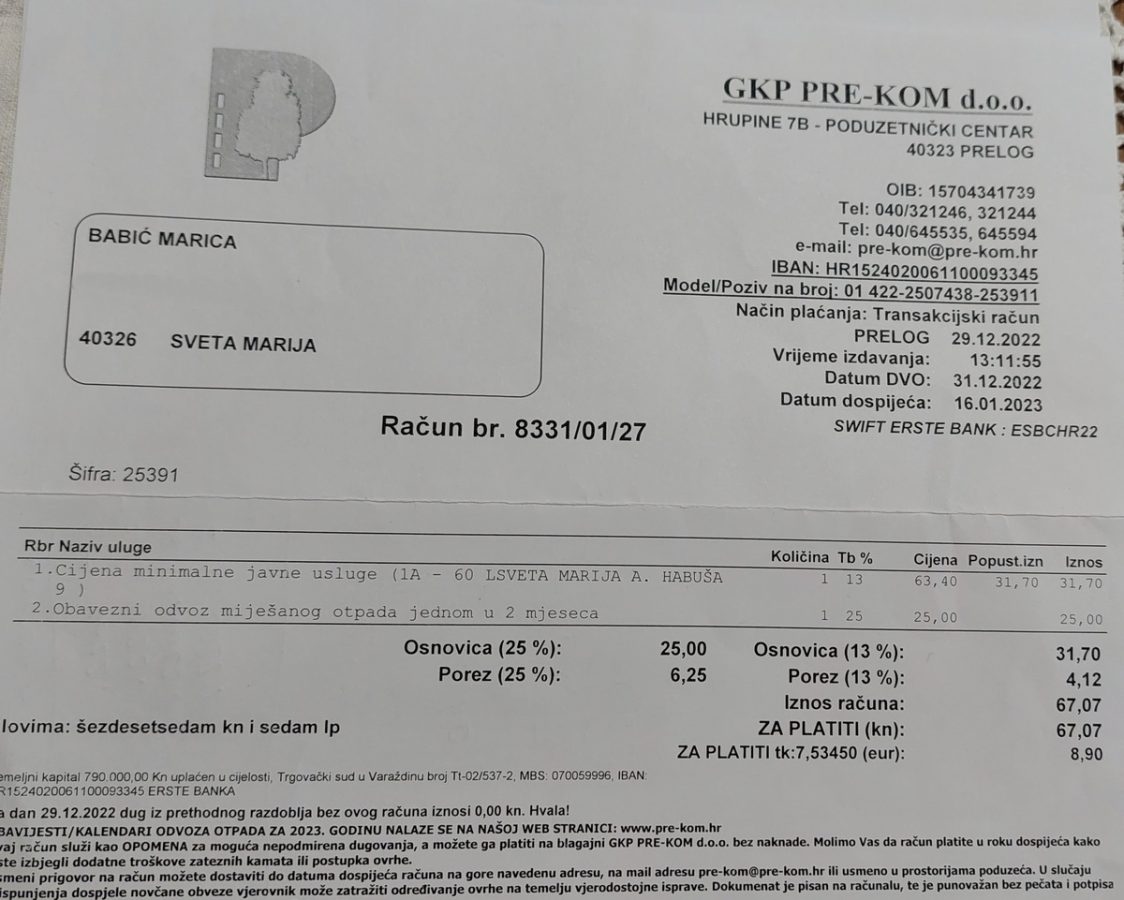 GKP PRE-KOM d.o.o.
HRUPINE 7B - PODUZETNIČKI CENTAR
40323 PRELOG
OIB: 15704341739
Tel: 040/321246, 321244
Tel: 040/645535, 645594
e-mail: pre-kom@pre-kom.hr
IBAN: HR1524020061100093345
Model/Poziv na broj: 01 422-2507438-253911
Način plaćanja: Transakcijski račun
PRELOG 29.12.2022
Vrijeme izdavanja: 13:11:55
Datum DVO: 31.12.2022
Datum dospijeća: 16.01.2023
SWIFT ERSTE BANK : ESBCHR22
BABIĆ MARICA
40326 SVETA MARIJA
Račun br. 8331/01/27
Šifra: 25391
Rbr Naziv uluge Količina Tb % Cijena Popust.izn Iznos
1.Cijena minimalne javne usluge (1A - 60 LSVETA MARIJA A. HABUŠA 1 13 63,40 31,70 31,70
9 )
2.Obavezni odvoz miješanog otpada jednom u 2 mjeseca 1 25 25,00 25,00
Osnovica (25 %): 25,00 Osnovica (13 %): 31,70
Porez (25 %): 6,25 Porez (13 %): 4,12
Iznos računa: 67,07
lovima: šezdesetsedam kn i sedam lp ZA PLATITI (kn): 67,07
ZA PLATITI tk:7,53450 (eur): 8,90
emeljni kapital 790.000,00 Kn uplaćen u cijelosti, Trgovački sud u Varaždinu broj Tt-02/537-2, MBS: 070059996, IBAN:
R1524020061100093345 ERSTE BANKA
a dan 29.12.2022 dug iz prethodnog razdoblja bez ovog računa iznosi 0,00 kn. Hvala!
BAVIJESTI/KALENDARI ODVOZA OTPADA ZA 2023. GODINU NALAZE SE NA NAŠOJ WEB STRANICI: www.pre-kom.hr
vaj račun služi kao OPOMENA za moguća nepodmirena dugovanja, a možete ga platiti na blagajni GKP PRE-KOM d.o.o. bez naknade. Molimo Vas da račun platite u roku dospijeća kako
ste izbjegli dodatne troškove zateznih kamata ili postupka ovrhe.
smeni prigovor na račun možete dostaviti do datuma dospijeća računa na gore navedenu adresu, na mail adresu pre-kom@pre-kom.hr ili usmeno u prostorijama poduzeća. U slučaju
ispunjenja dospjele novčane obveze vjerovnik može zatražiti određivanje ovrhe na temelju vjerodostojne isprave. Dokumenat je pisan na računalu, te je punovažan bez pečata i potpisa